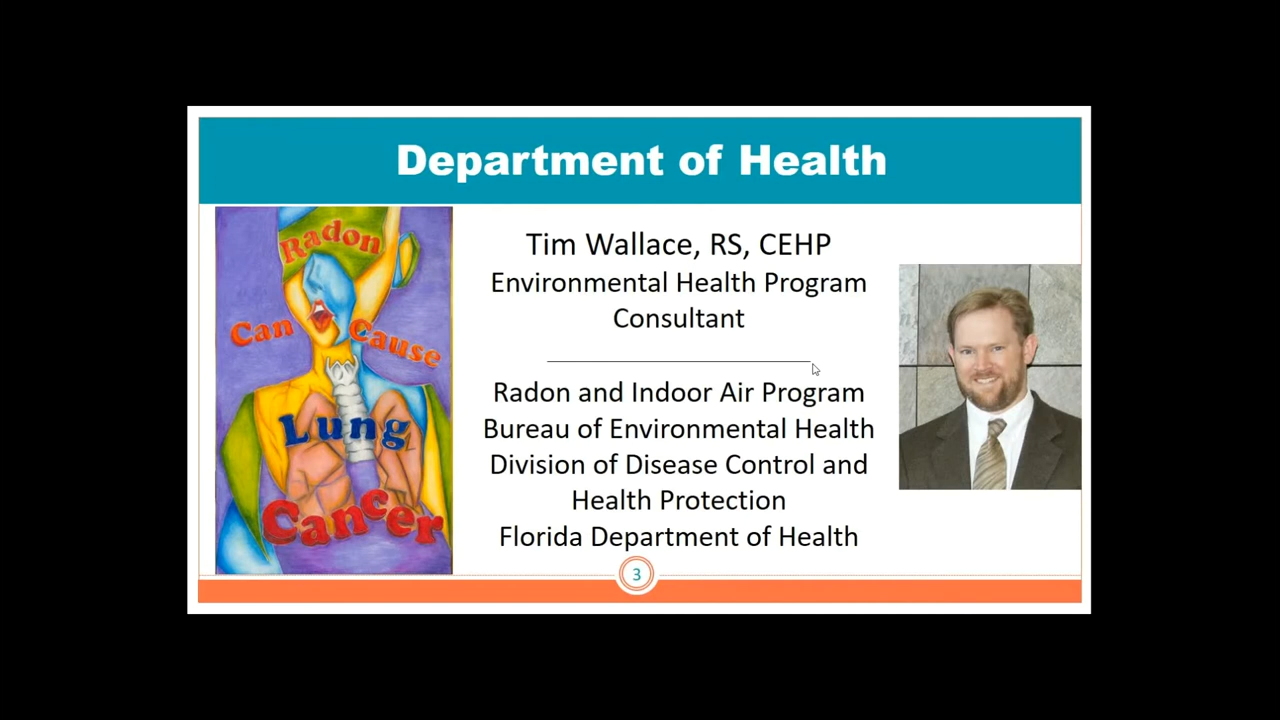 Department of Health
Radon
Can Cause
Lung
Cancer
Tim Wallace, RS, CEHP
Environmental Health Program
Consultant
Radon and Indoor Air Program
Bureau of Environmental Health
Division of Disease Control and
Health Protection
Florida Department of Health
3